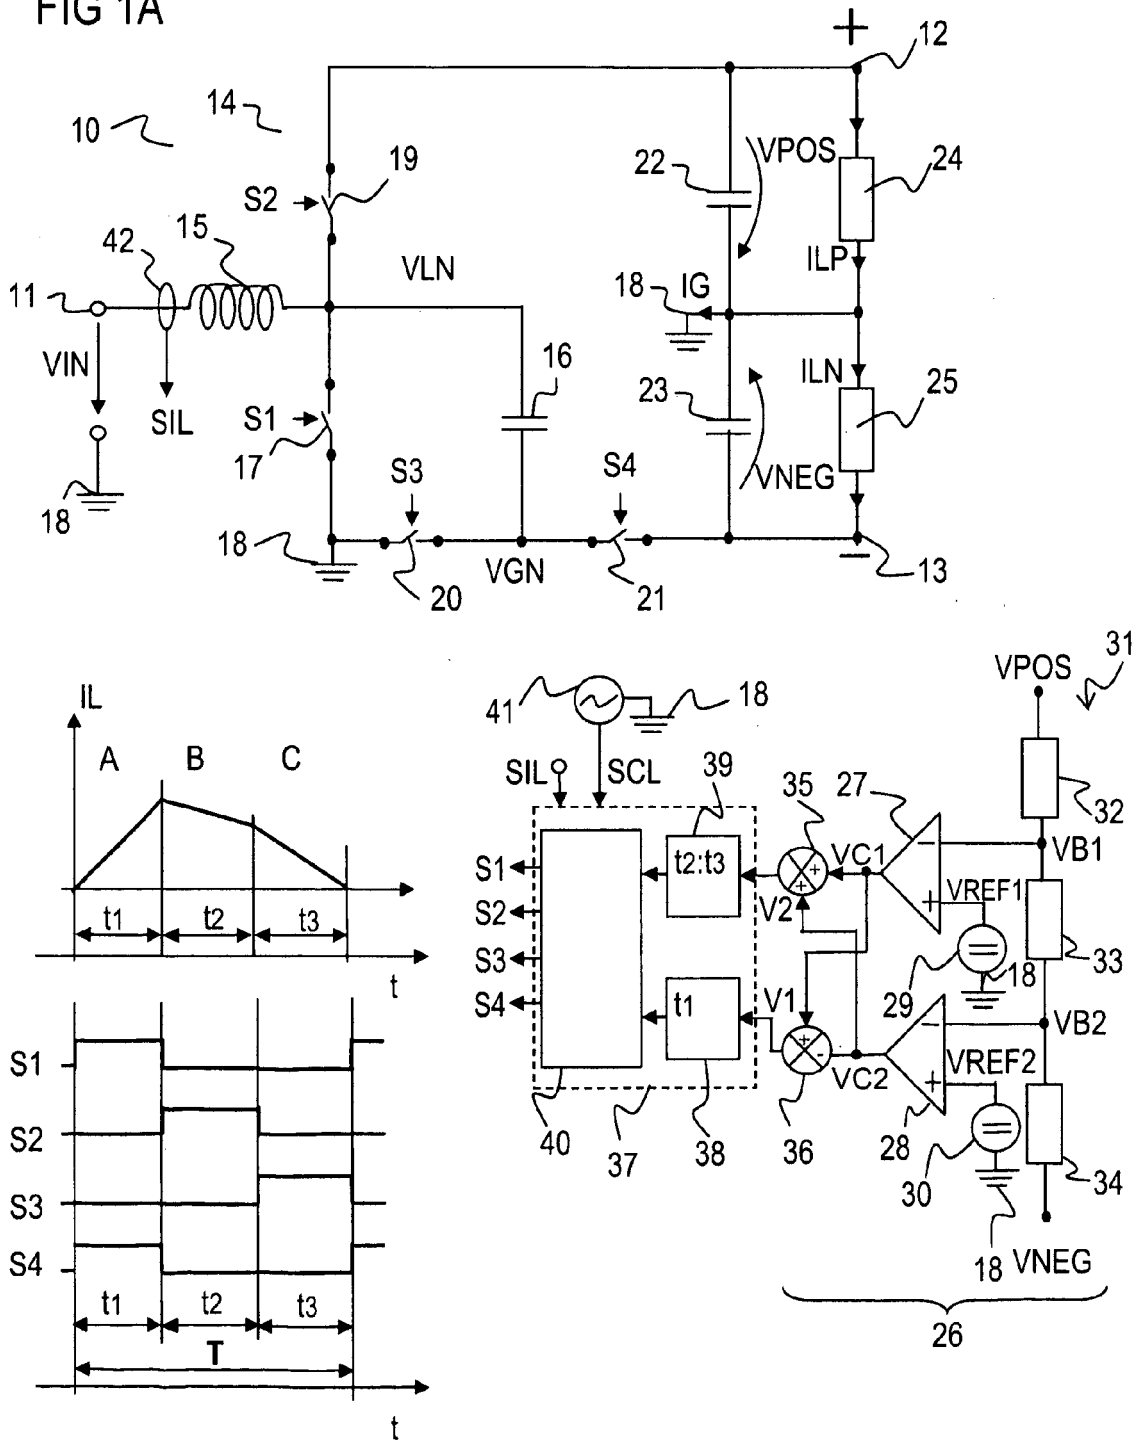 FIG 1A
+
12
14
10
19
22
VPOS
24
S2
15
42
VLN
ILP
11
18
IG
16
ILN
VIN
23
25
SIL
S1
17
S3
S4
VNEG
18
18
VGN
13
20
21
31
VPOS
IL
41
18
A
B
C
SIL
SCL
39
35
27
32
VC1
VB1
t2:t3
+
+
−
S1
V2
VREF1
+
t1
t2
t3
S2
=
33
S3
V1
29
18
t
S4
t1
+
-
−
VB2
VC2
VREF2
+
S1
40
37
38
36
28
=
30
34
S2
S3
18
VNEG
S4
t1
t2
t3
26
T
t